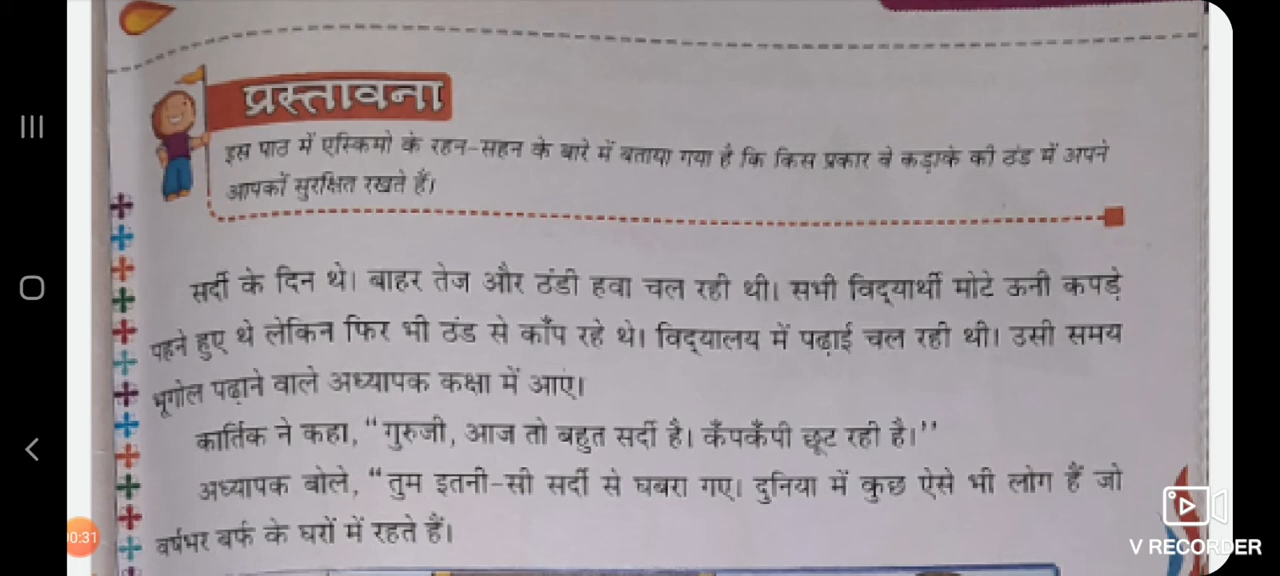 प्रस्तावना
इस पाठ में एस्किमो के रहन-सहन के बारे में बताया गया है कि किस प्रकार वे कड़ाके की ठंड में अपने
आपकों सुरक्षित रखते हैं।
सर्दी के दिन थे। बाहर तेज और ठंडी हवा चल रही थी। सभी विद्‌यार्थी मोटे ऊनी कपड़े
पहने हुए थे लेकिन फिर भी ठंड से काँप रहे थे। विद्‌यालय में पढ़ाई चल रही थी। उसी समय
भूगोल पढ़ाने वाले अध्यापक कक्षा में आएं।
कार्तिक ने कहा, “गुरुजी, आज तो बहुत सर्दी है। कँपकँपी छूट रही है।’’
अध्यापक बोले, “तुम इतनी-सी सर्दी से घबरा गए। दुनिया में कुछ ऐसे भी लोग हैं जो
वर्षभर बर्फ के घरों में रहते हैं।
00:31
V RECORDER